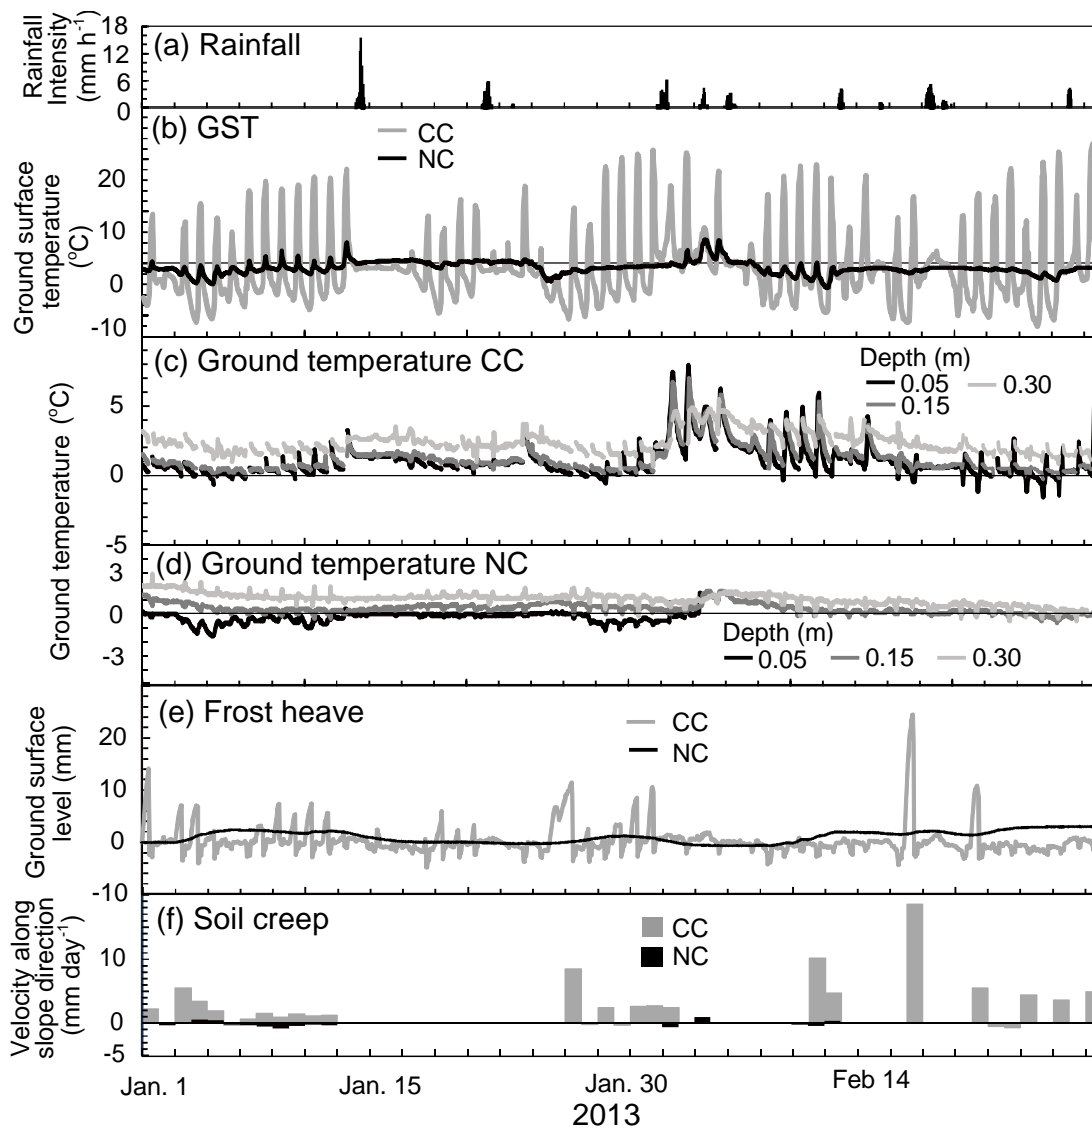 Rainfall
Intensity
(mm h-1)
18
12
6
0
(a) Rainfall
Ground surface
temperature
(oC)
20
10
0
-10
(b) GST
CC
NC
Ground temperature (oC)
5
0
-5
(c) Ground temperature CC
Depth (m)
0.05
0.30
0.15
3
0
-3
(d) Ground temperature NC
Depth (m)
0.05
0.15
0.30
Ground surface
level (mm)
20
10
0
-10
(e) Frost heave
CC
NC
Velocity along
slope direction
(mm day-1)
10
10
0
-5
(f) Soil creep
CC
NC
Jan. 1
Jan. 15
Jan. 30
Feb 14
2013